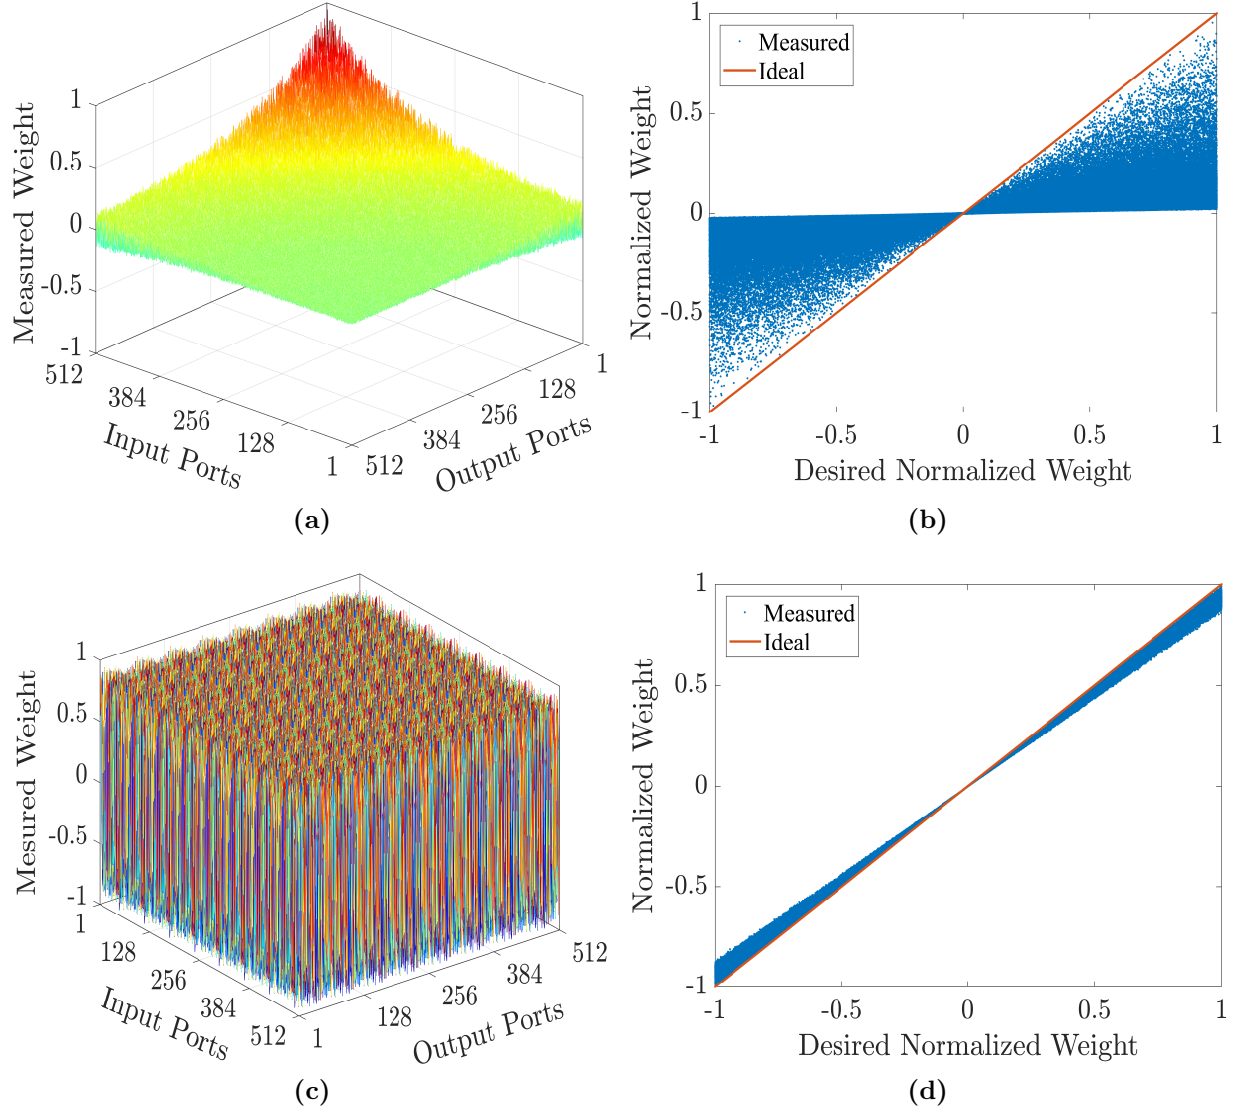 1
0.5
0
-0.5
-1
Measured Weight
512
384
256
128
1
Input Ports
512
384
256
128
1
Output Ports
(a)
Measured
Ideal
1
0.5
0
-0.5
-1
Normalized Weight
-1
-0.5
0
0.5
1
Desired Normalized Weight
(b)
1
0.5
0
-0.5
-1
Mesured Weight
1
128
256
384
512
Input Ports
1
128
256
384
512
Output Ports
(c)
Measured
Ideal
1
0.5
0
-0.5
-1
Normalized Weight
-1
-0.5
0
0.5
1
Desired Normalized Weight
(d)